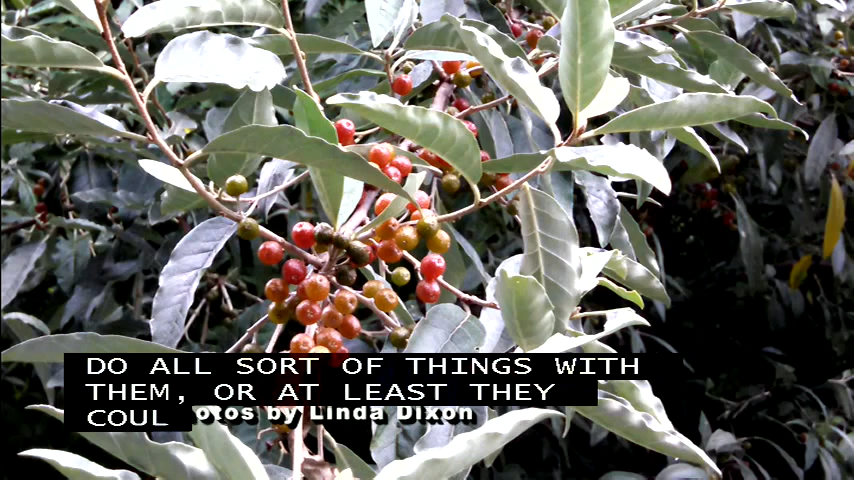 DO ALL SORT OF THINGS WITH
THEM, OR AT LEAST THEY
COUL
otos by Linda Dixon